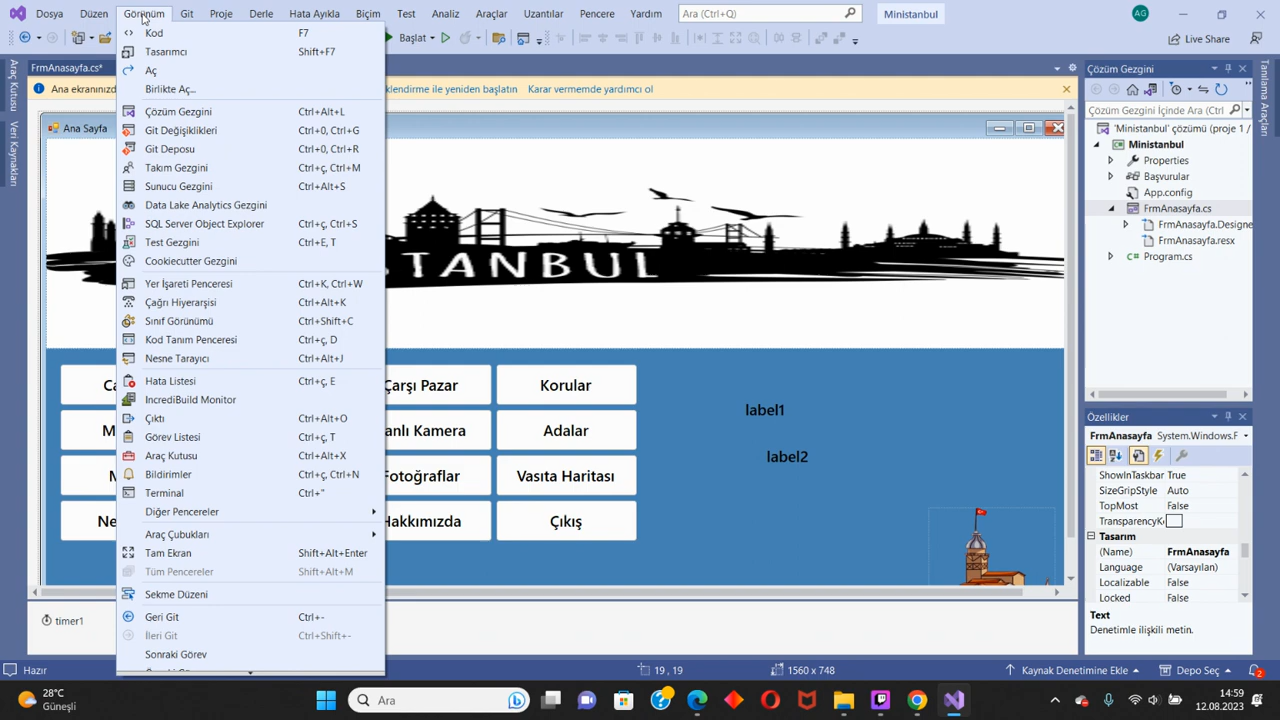 Dosya Düzen Görünüm Git Proje Derle Hata Ayıkla Biçim Test Analiz Araçlar Uzantılar Pencere Yardım Ara (Ctrl+Q) Ministanbul AG
Başlat Live Share
FrmAnasayfa.cs*
Ana ekranınızd klendirme ile yeniden başlatın Karar vermemde yardımcı ol
Araç Kutusu
Veri Kaynakları
Kod F7
Tasarımcı Shift+F7
Aç
Birlikte Aç...
Çözüm Gezgini Ctrl+Alt+L
Git Değişiklikleri Ctrl+0, Ctrl+G
Git Deposu Ctrl+0, Ctrl+R
Takım Gezgini Ctrl+ç, Ctrl+M
Sunucu Gezgini Ctrl+Alt+S
Data Lake Analytics Gezgini
SQL Server Object Explorer Ctrl+ç, Ctrl+S
Test Gezgini Ctrl+E, T
Cookiecutter Gezgini
Yer İşareti Penceresi Ctrl+K, Ctrl+W
Çağrı Hiyerarşisi Ctrl+Alt+K
Sınıf Görünümü Ctrl+Shift+C
Kod Tanım Penceresi Ctrl+ç, D
Nesne Tarayıcı Ctrl+Alt+J
Hata Listesi Ctrl+ç, E
IncrediBuild Monitor
Çıktı Ctrl+Alt+O
Görev Listesi Ctrl+ç, T
Araç Kutusu Ctrl+Alt+X
Bildirimler Ctrl+ç, Ctrl+N
Terminal Ctrl+"
Diğer Pencereler
Araç Çubukları
Tam Ekran Shift+Alt+Enter
Tüm Pencereler Shift+Alt+M
Sekme Düzeni
Geri Git Ctrl+-
İleri Git Ctrl+Shift+-
Sonraki Görev
Ana Sayfa
STANBUL
Ca Çarşı Pazar Korular
M anlı Kamera Adalar
M Fotoğraflar Vasıta Haritası
Ne Hakkımızda Çıkış
label1
label2
timer1
Çözüm Gezgini
Çözüm Gezgini İçinde Ara (Ctrl
'Ministanbul' çözümü (proje 1 /
Ministanbul
Properties
Başvurular
App.config
FrmAnasayfa.cs
FrmAnasayfa.Designe
FrmAnasayfa.resx
Program.cs
Tanılama Araçları
Özellikler
FrmAnasayfa System.Windows.F
ShowInTaskbar True
SizeGripStyle Auto
TopMost False
TransparencyK
Tasarım
(Name) FrmAnasayfa
Language (Varsayılan)
Localizable False
Locked False
Text
Denetimle ilişkili metin.
Hazır 19 , 19 1560 x 748 Kaynak Denetimine Ekle Depo Seç 2
28°C
Güneşli
Ara
14:59
12.08.2023